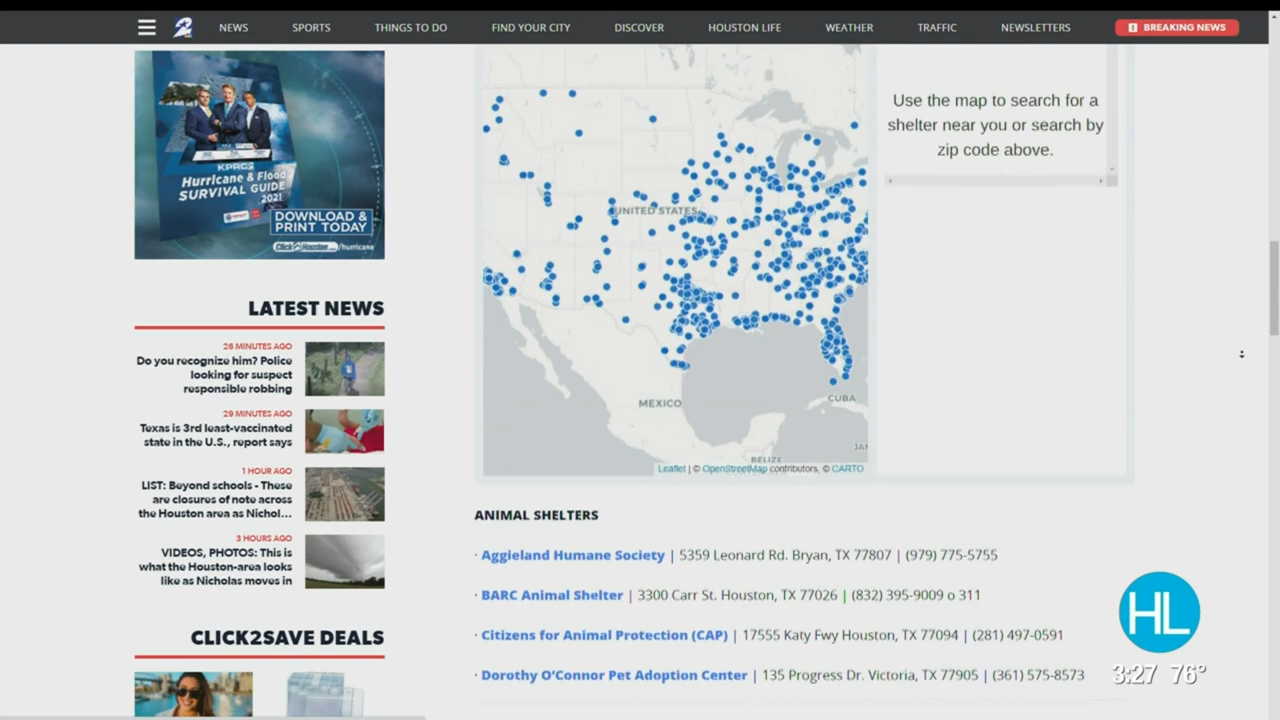 2
NEWS
SPORTS
THINGS TO DO
FIND YOUR CITY
DISCOVER
HOUSTON LIFE
WEATHER
TRAFFIC
NEWSLETTERS
BREAKING NEWS
KPRC2
Hurricane & Flood
SURVIVAL GUIDE
2021
DOWNLOAD &
PRINT TODAY
Click2Houston.com/hurricane
LATEST NEWS
26 MINUTES AGO
Do you recognize him? Police
looking for suspect
responsible robbing
29 MINUTES AGO
Texas is 3rd least-vaccinated
state in the U.S., report says
1 HOUR AGO
LIST: Beyond schools - These
are closures of note across
the Houston area as Nichol...
3 HOURS AGO
VIDEOS, PHOTOS: This is
what the Houston-area looks
like as Nicholas moves in
CLICK2SAVE DEALS
UNITED STATES
MEXICO
CUBA
BELIZE
JAM
Leaflet | © OpenStreetMap contributors, © CARTO
Use the map to search for a
shelter near you or search by
zip code above.
ANIMAL SHELTERS
· Aggieland Humane Society | 5359 Leonard Rd. Bryan, TX 77807 | (979) 775-5755
· BARC Animal Shelter | 3300 Carr St. Houston, TX 77026 | (832) 395-9009 o 311
· Citizens for Animal Protection (CAP) | 17555 Katy Fwy Houston, TX 77094 | (281) 497-0591
· Dorothy O’Connor Pet Adoption Center | 135 Progress Dr. Victoria, TX 77905 | (361) 575-8573
HL
3:27 76°